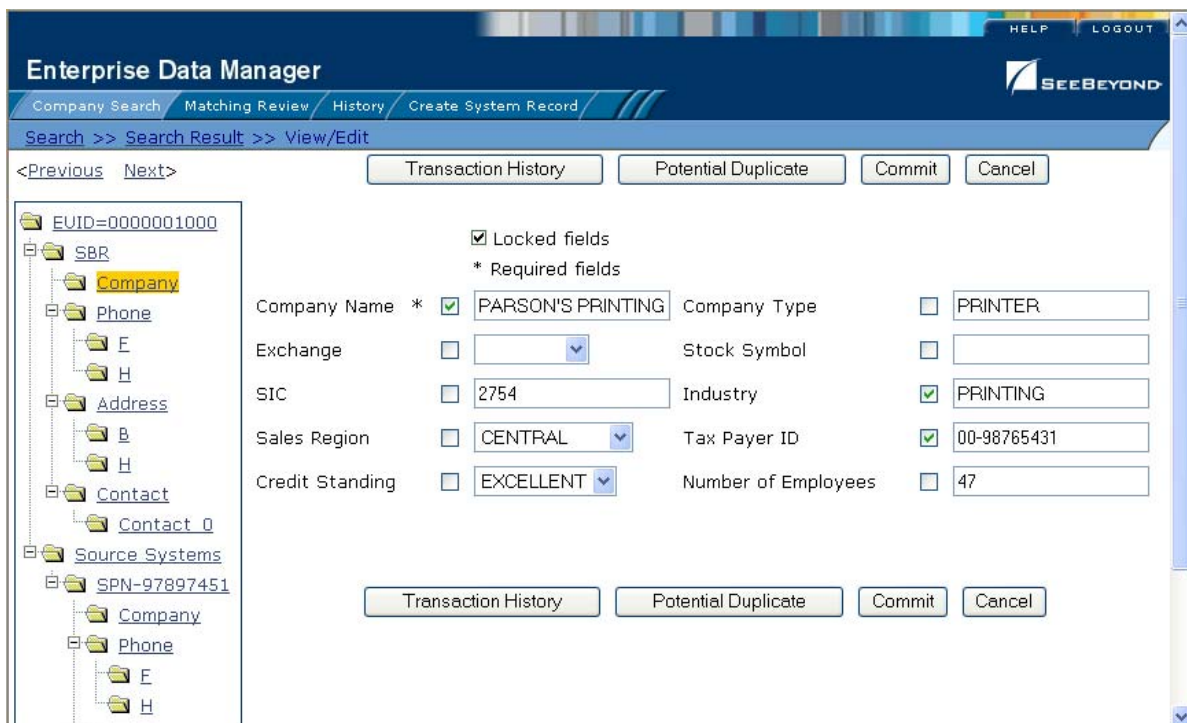 HELP LOGOUT
Enterprise Data Manager
SEEBEYOND
Company Search Matching Review History Create System Record
Search >> Search Result >> View/Edit
<Previous Next> Transaction History Potential Duplicate Commit Cancel
EUID=0000001000
SBR
Company
Phone
F
H
Address
B
H
Contact
Contact_0
Source Systems
SPN-97897451
Company
Phone
F
H
Locked fields
* Required fields
Company Name * PARSON'S PRINTING Company Type PRINTER
Exchange Stock Symbol
SIC 2754 Industry PRINTING
Sales Region CENTRAL Tax Payer ID 00-98765431
Credit Standing EXCELLENT Number of Employees 47
Transaction History Potential Duplicate Commit Cancel